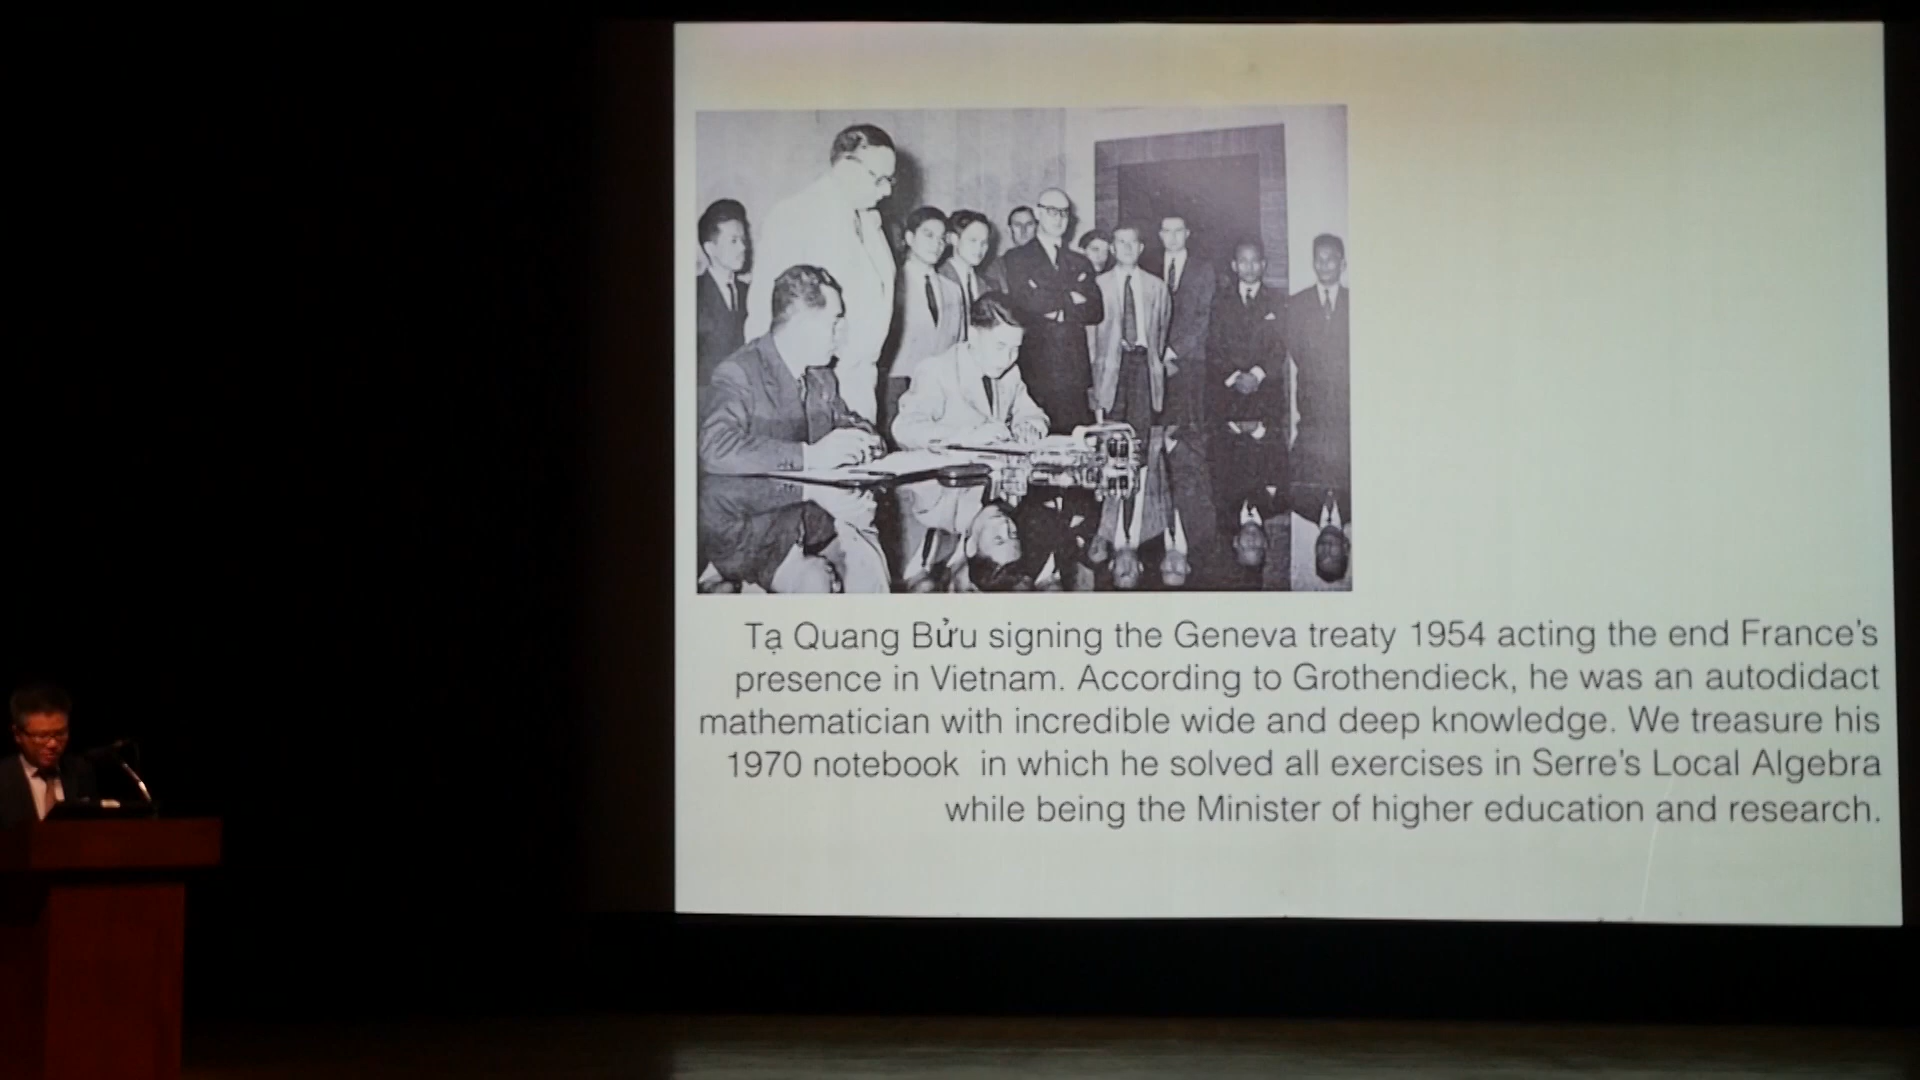 Tạ Quang Bửu signing the Geneva treaty 1954 acting the end France's
presence in Vietnam. According to Grothendieck, he was an autodidact
mathematician with incredible wide and deep knowledge. We treasure his
1970 notebook  in which he solved all exercises in Serre's Local Algebra
while being the Minister of higher education and research.